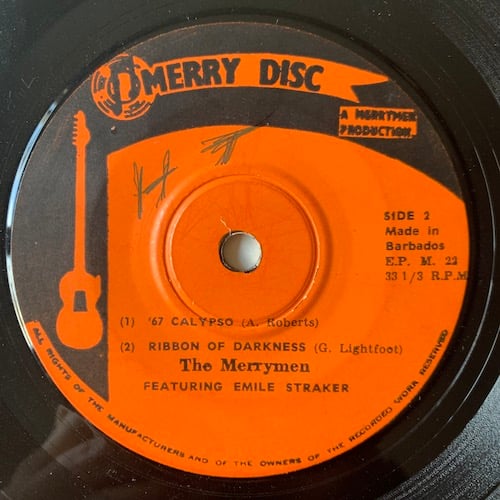 MERRY DISC
A MERRYMEN
PRODUCTION.
SIDE 2
Made in
Barbados
E.P. M. 22
33 1/3 R.P.M
(1) '67 CALYPSO (A. Roberts)
(2) RIBBON OF DARKNESS (G. Lightfoot)
The Merrymen
FEATURING EMILE STRAKER
ALL RIGHTS OF THE MANUFACTURERS AND OF THE OWNERS OF THE RECORDED WORK RESERVED